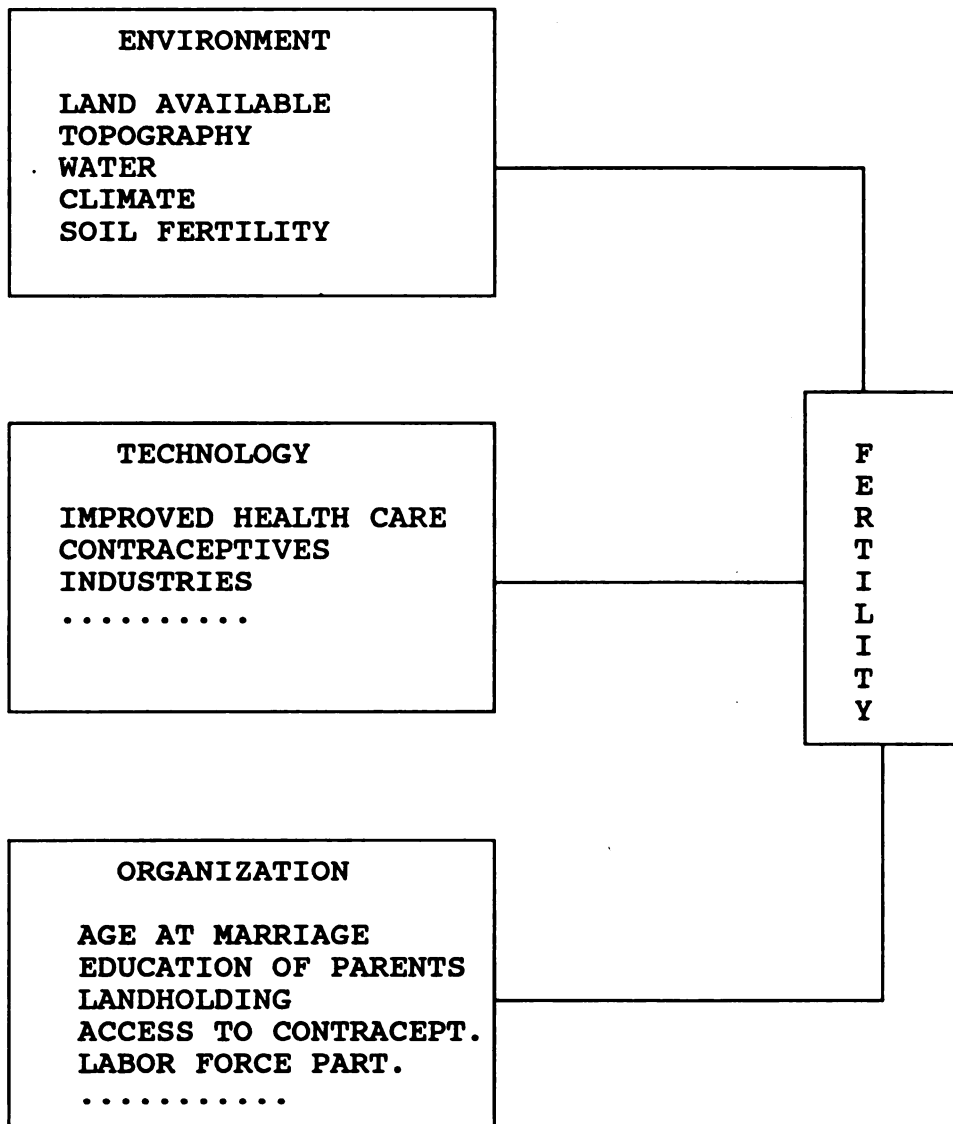 ENVIRONMENT
LAND AVAILABLE
TOPOGRAPHY
WATER
CLIMATE
SOIL FERTILITY
TECHNOLOGY
IMPROVED HEALTH CARE
CONTRACEPTIVES
INDUSTRIES
..........
FERTILITY
ORGANIZATION
AGE AT MARRIAGE
EDUCATION OF PARENTS
LANDHOLDING
ACCESS TO CONTRACEPT.
LABOR FORCE PART.
...........